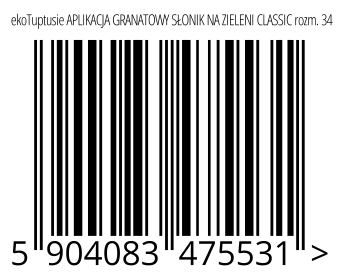 ekoTuptusie APLIKACJA GRANATOWY SŁONIK NA ZIELENI CLASSIC rozm. 34
5 904083 475531 >